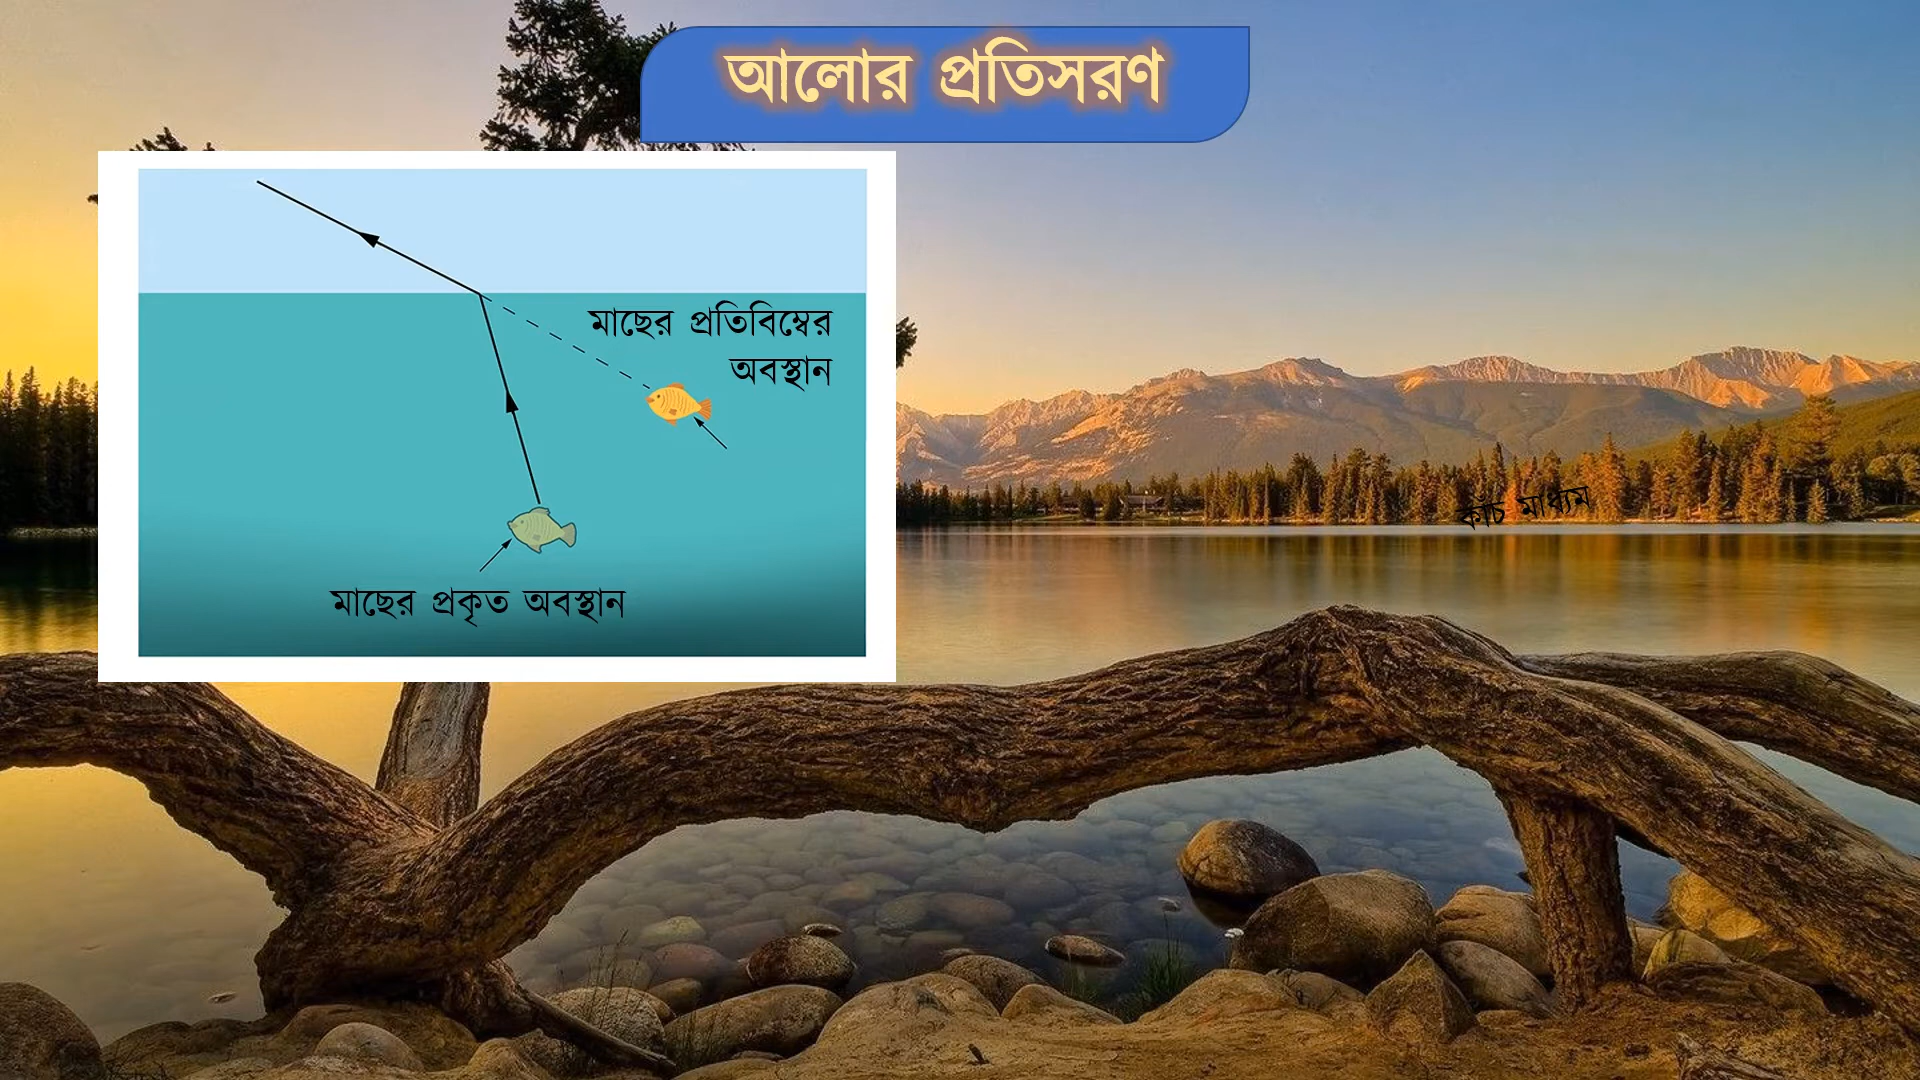 আলোর প্রতিসরণ
মাছের প্রতিবিম্বের
অবস্থান
মাছের প্রকৃত অবস্থান
কাঁচ মাধ্যম